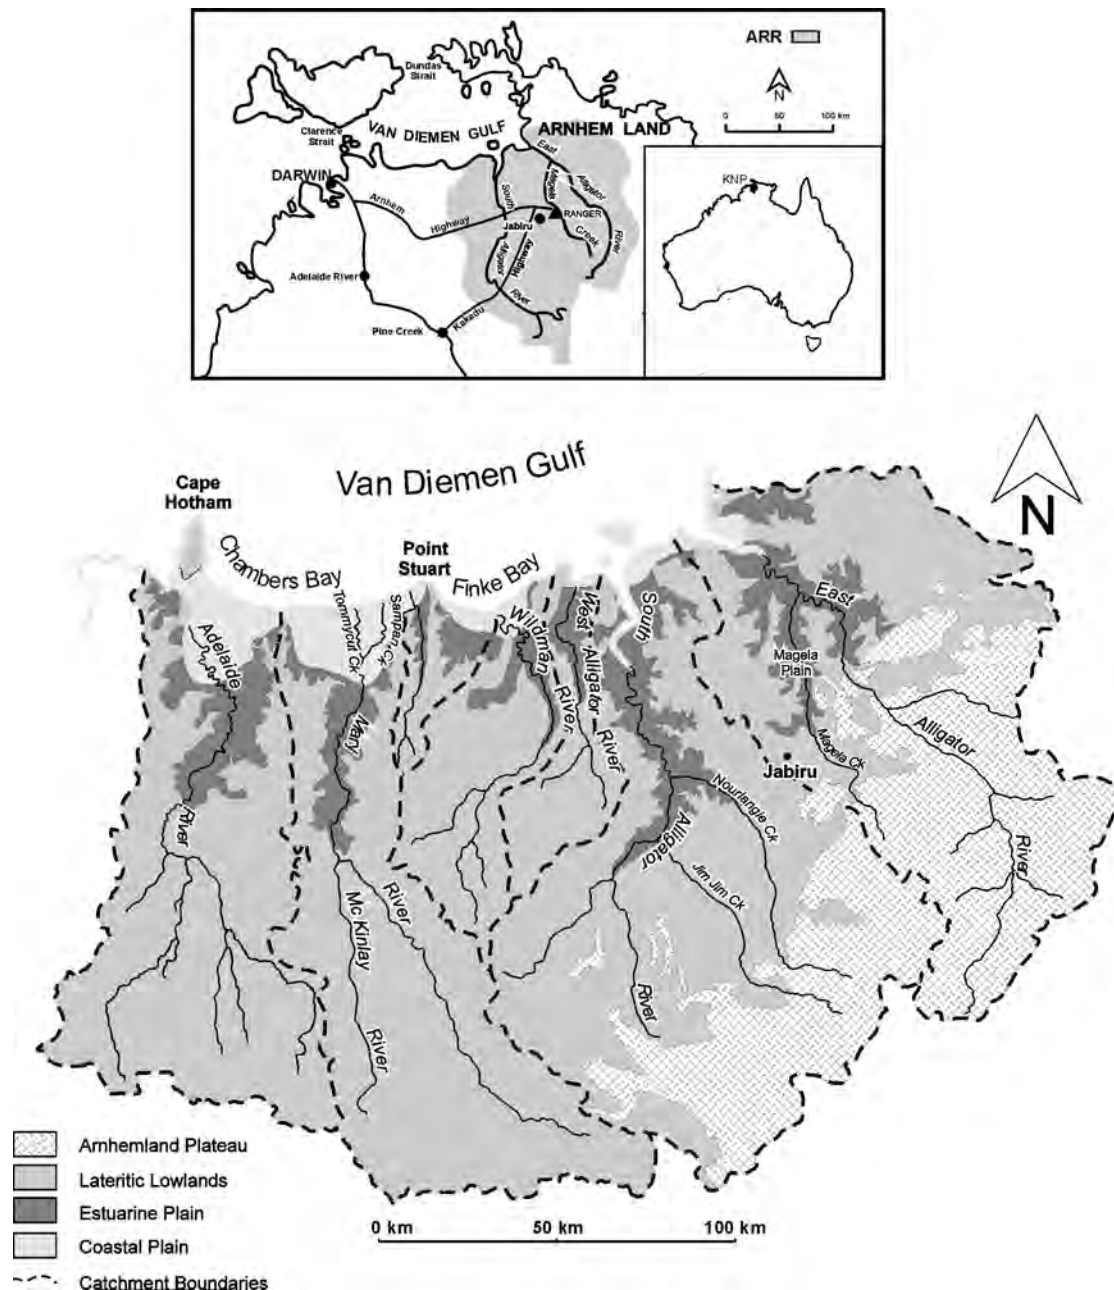 ARR
N
0 50 100 km
Dundas
Strait
Clarence
Strait
VAN DIEMEN GULF
ARNHEM LAND
DARWIN
Arnhem
Highway
South
Alligator
River
East
Alligator
River
Magela
Creek
RANGER
Jabiru
Kakadu
Highway
Adelaide River
Pine Creek
KNP
Van Diemen Gulf
Cape
Hotham
Chambers Bay
Point
Stuart
Finke Bay
N
Adelaide
River
Tommycut Ck
Sampan Ck
Mary
River
Mc Kinlay
River
Wildman
River
West
Alligator
River
South
Alligator
River
Nourlangie Ck
Jim Jim Ck
East
Alligator
River
Magela
Plain
Magela Ck
Jabiru
Arnhemland Plateau
Lateritic Lowlands
Estuarine Plain
Coastal Plain
Catchment Boundaries
0 km 50 km 100 km